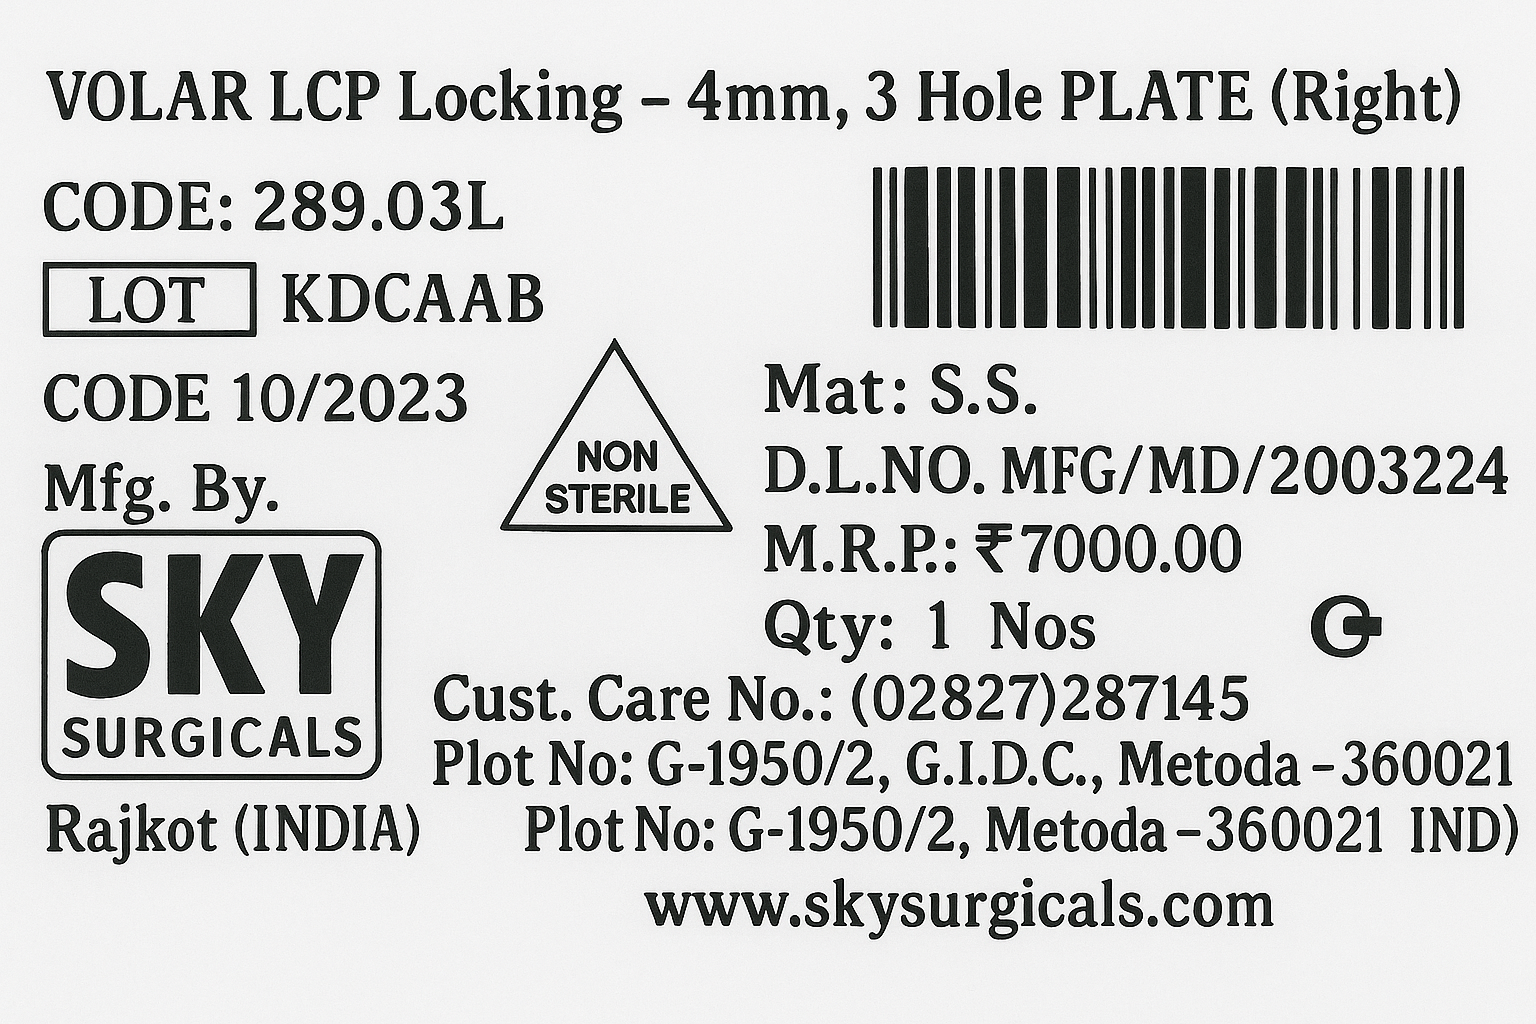 VOLAR LCP Locking – 4mm, 3 Hole PLATE (Right)
CODE: 289.03L
LOT KDCAAB
CODE 10/2023
NON
STERILE
Mfg. By.
SKY
SURGICALS
Rajkot (INDIA)
Mat: S.S.
D.L.NO. MFG/MD/2003224
M.R.P.: ₹7000.00
Qty: 1 Nos
Cust. Care No.: (02827)287145
Plot No: G-1950/2, G.I.D.C., Metoda-360021
Plot No: G-1950/2, Metoda-360021 IND)
www.skysurgicals.com